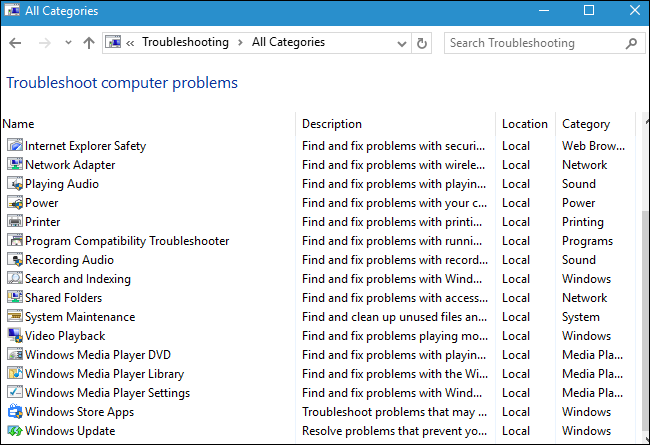 All Categories
« Troubleshooting > All Categories Search Troubleshooting
Troubleshoot computer problems
Name Description Location Category
Internet Explorer Safety Find and fix problems with securi... Local Web Brow...
Network Adapter Find and fix problems with wirele... Local Network
Playing Audio Find and fix problems with playin... Local Sound
Power Find and fix problems with your c... Local Power
Printer Find and fix problems with printi... Local Printing
Program Compatibility Troubleshooter Find and fix problems with runni... Local Programs
Recording Audio Find and fix problems with record... Local Sound
Search and Indexing Find and fix problems with Wind... Local Windows
Shared Folders Find and fix problems with access... Local Network
System Maintenance Find and clean up unused files an... Local System
Video Playback Find and fix problems playing mo... Local Windows
Windows Media Player DVD Find and fix problems with playin... Local Media Pla...
Windows Media Player Library Find and fix problems with the Wi... Local Media Pla...
Windows Media Player Settings Find and fix problems with Wind... Local Media Pla...
Windows Store Apps Troubleshoot problems that may ... Local Windows
Windows Update Resolve problems that prevent yo... Local Windows